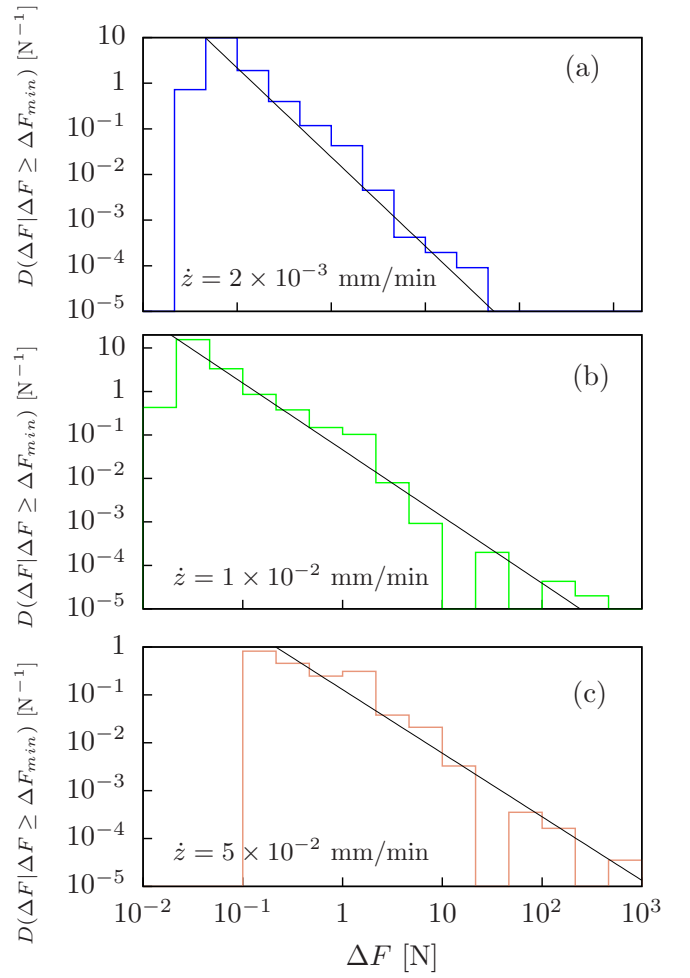 D(ΔF|ΔF ≥ ΔF_{min}) [N^{−1}]
1
10^{−1}
10^{−2}
10^{−3}
10^{−4}
10^{−5}
(a)
ż = 2 × 10^{−3} mm/min
D(ΔF|ΔF ≥ ΔF_{min}) [N^{−1}]
10
1
10^{−1}
10^{−2}
10^{−3}
10^{−4}
10^{−5}
(b)
ż = 1 × 10^{−2} mm/min
D(ΔF|ΔF ≥ ΔF_{min}) [N^{−1}]
1
10^{−1}
10^{−2}
10^{−3}
10^{−4}
10^{−5}
(c)
ż = 5 × 10^{−2} mm/min
10^{−2} 10^{−1} 1 10 10^{2} 10^{3}
ΔF [N]